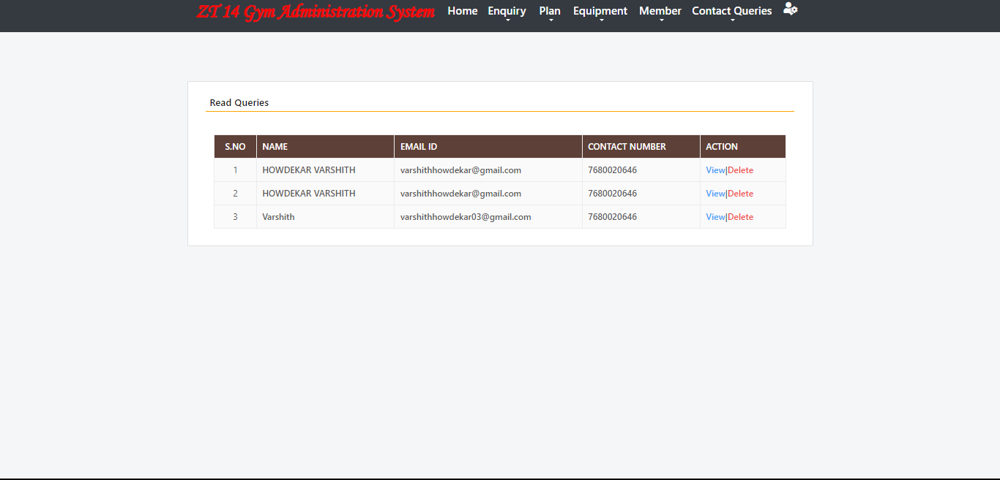 ZT 14 Gym Administration System Home Enquiry Plan Equipment Member Contact Queries
Read Queries
S.NO NAME EMAIL ID CONTACT NUMBER ACTION
1 HOWDEKAR VARSHITH varshithhowdekar@gmail.com 7680020646 View|Delete
2 HOWDEKAR VARSHITH varshithhowdekar@gmail.com 7680020646 View|Delete
3 Varshith varshithhowdekar03@gmail.com 7680020646 View|Delete